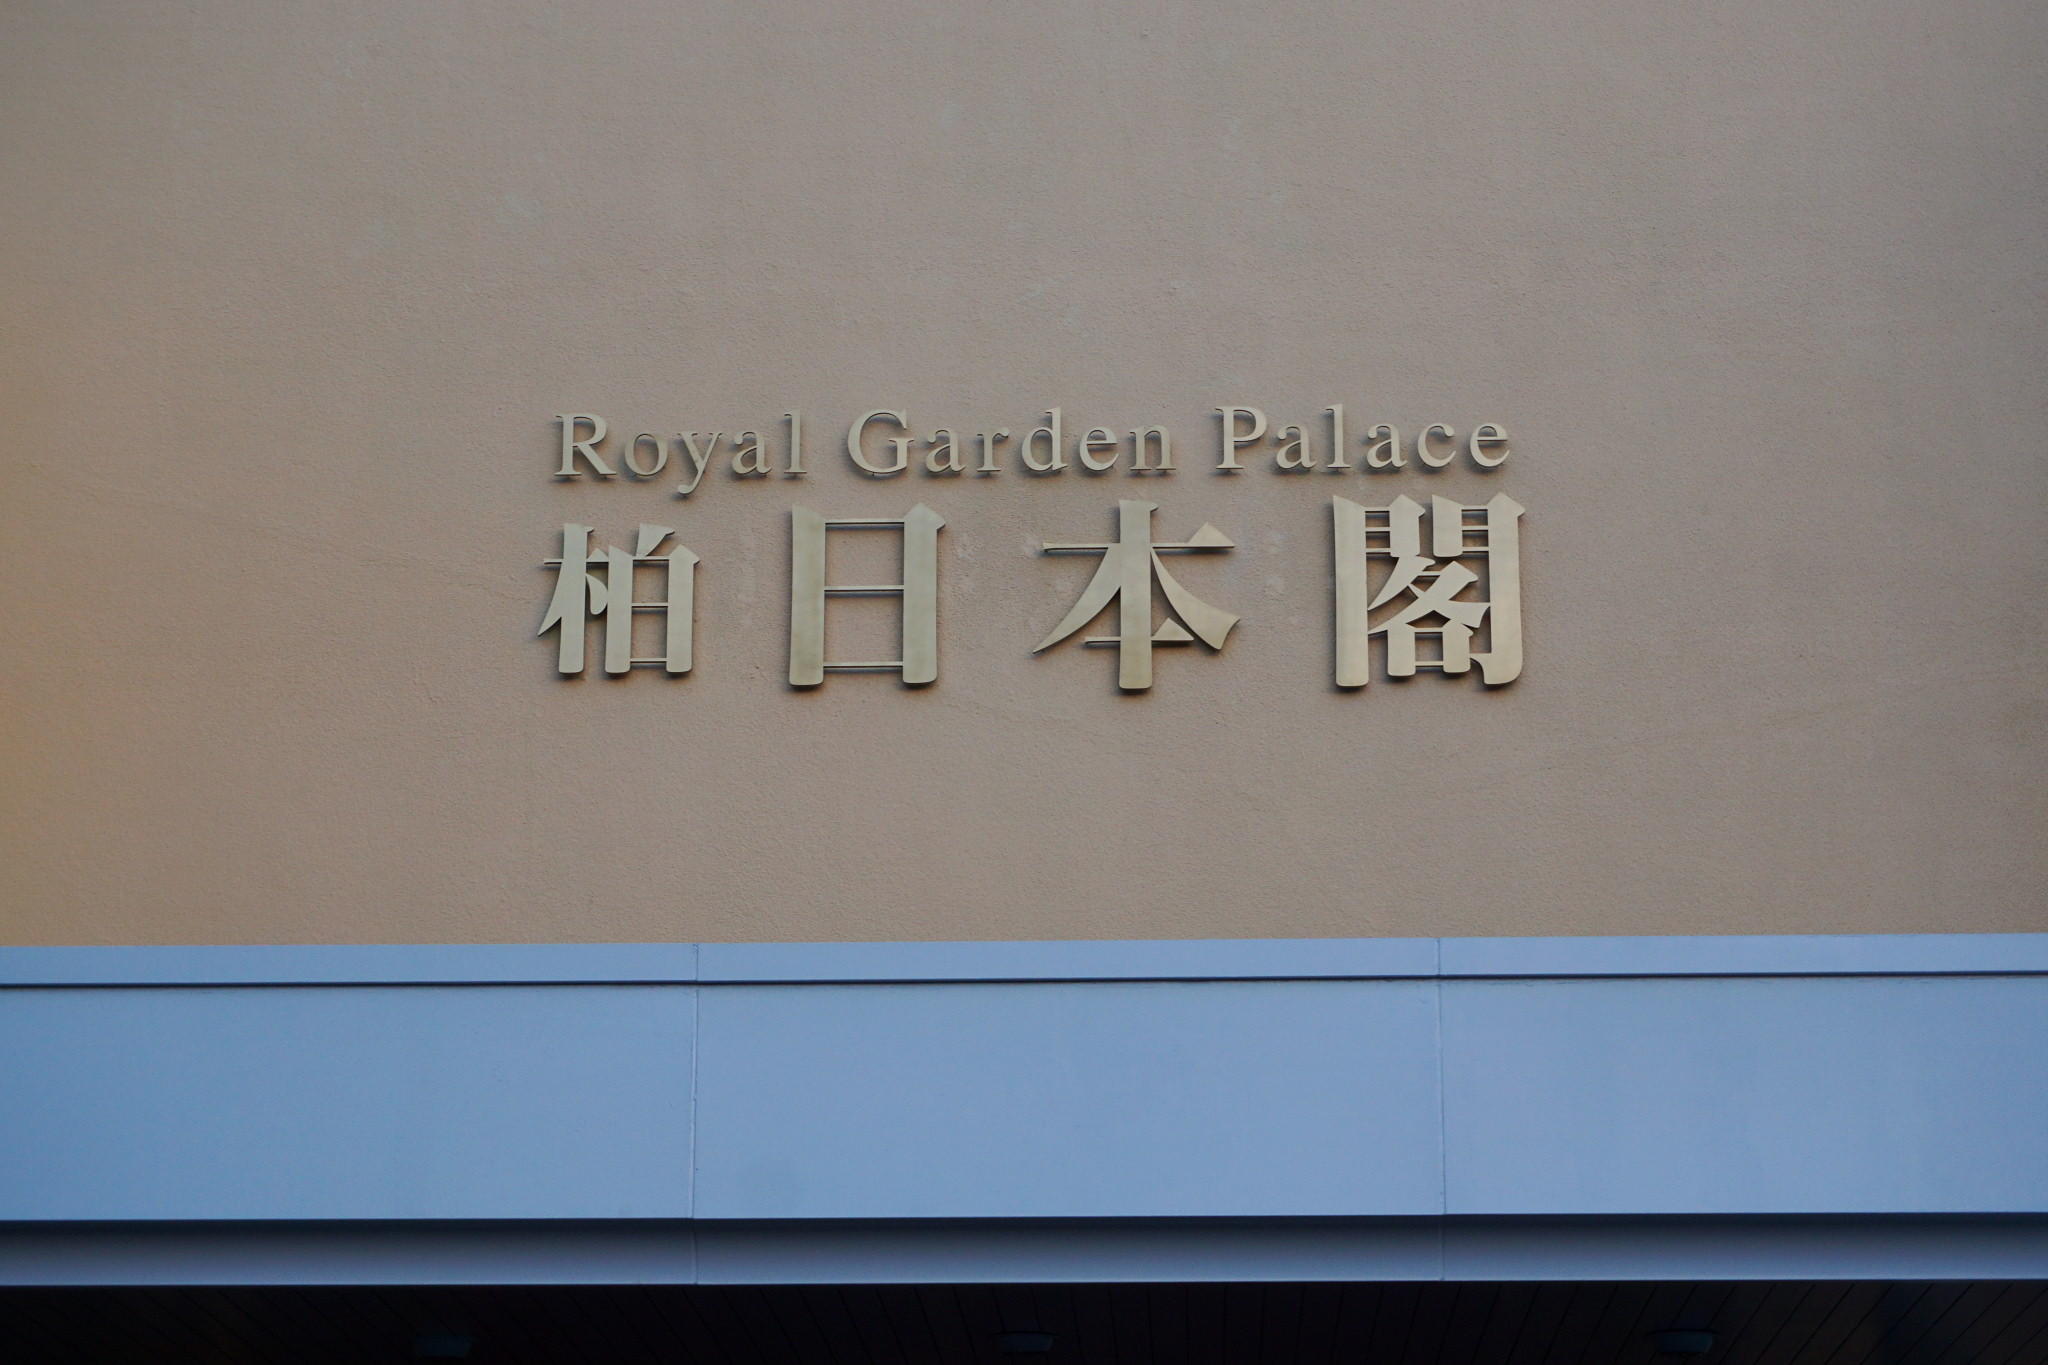 Royal Garden Palace
柏日本閣